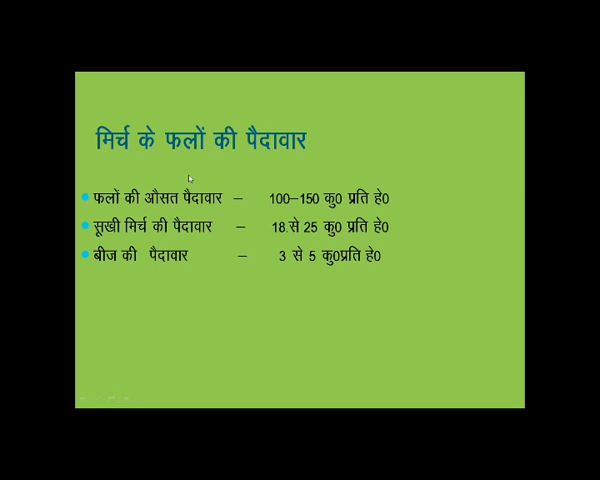 मिर्च के फलों की पैदावार
फलों की औसत पैदावार – 100–150 कु0 प्रति हे0
सूखी मिर्च की पैदावार – 18.से 25 कु0 प्रति हे0
बीज की पैदावार – 3 से 5 कु0प्रति हे0